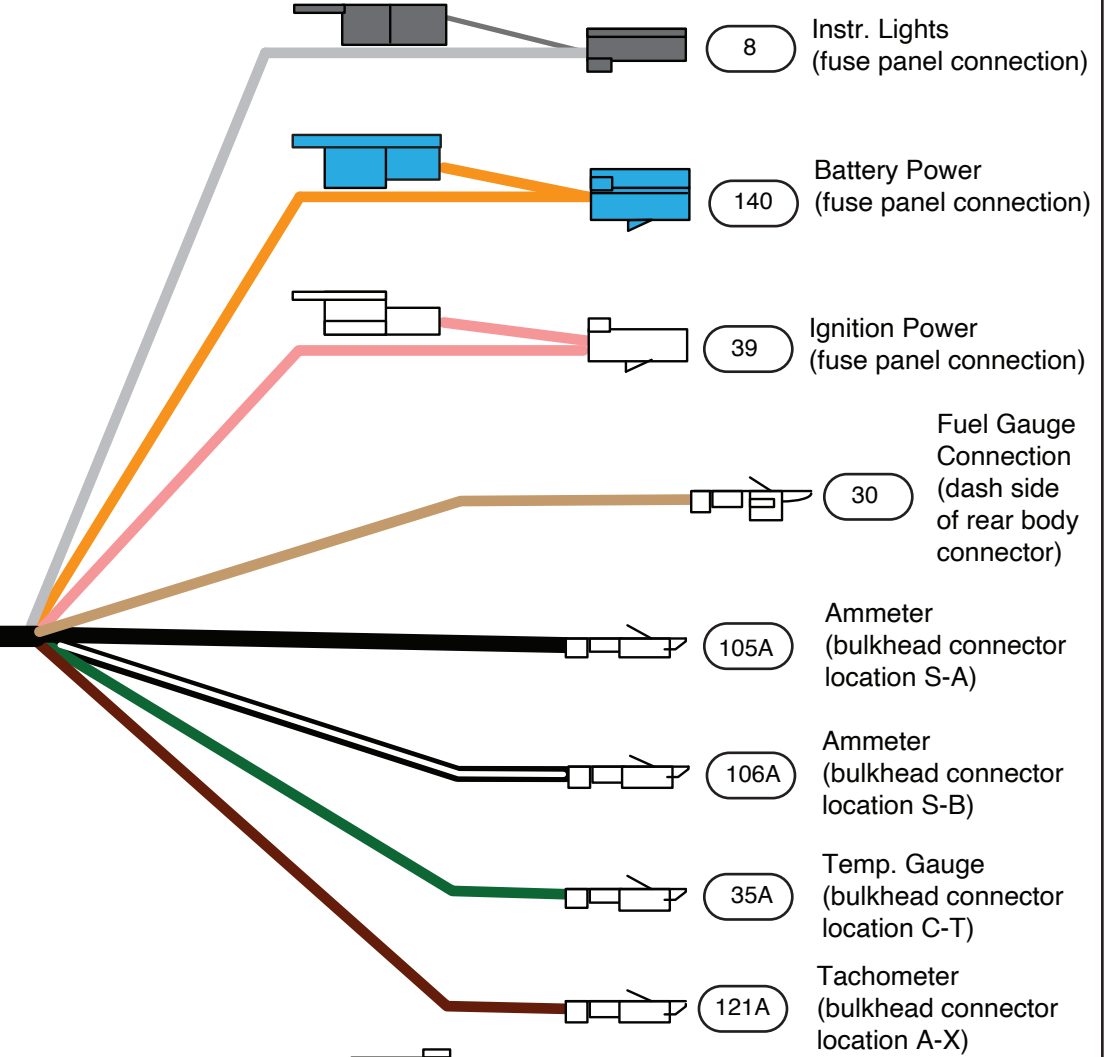 8
Instr. Lights
(fuse panel connection)
140
Battery Power
(fuse panel connection)
39
Ignition Power
(fuse panel connection)
30
Fuel Gauge
Connection
(dash side
of rear body
connector)
105A
Ammeter
(bulkhead connector
location S-A)
106A
Ammeter
(bulkhead connector
location S-B)
35A
Temp. Gauge
(bulkhead connector
location C-T)
121A
Tachometer
(bulkhead connector
location A-X)